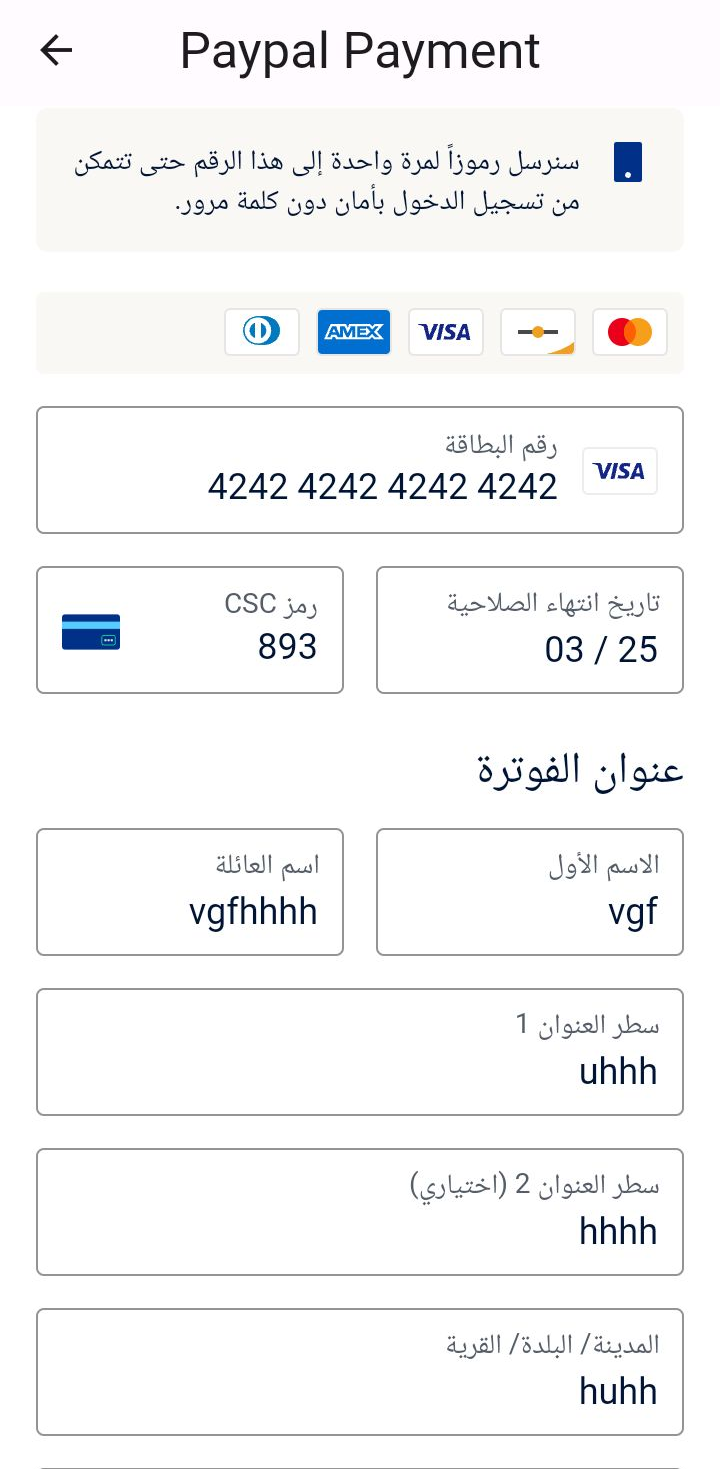 Paypal Payment
سنرسل رموزاً لمرة واحدة إلى هذا الرقم حتى تتمكن
من تسجيل الدخول بأمان دون كلمة مرور.
VISA AMEX
رقم البطاقة
VISA
4242 4242 4242 4242
تاريخ انتهاء الصلاحية
03 / 25
رمز CSC
893
عنوان الفوترة
الاسم الأول
vgf
اسم العائلة
vgfhhhh
سطر العنوان 1
uhhh
سطر العنوان 2 (اختياري)
hhhh
المدينة/ البلدة/ القرية
huhh